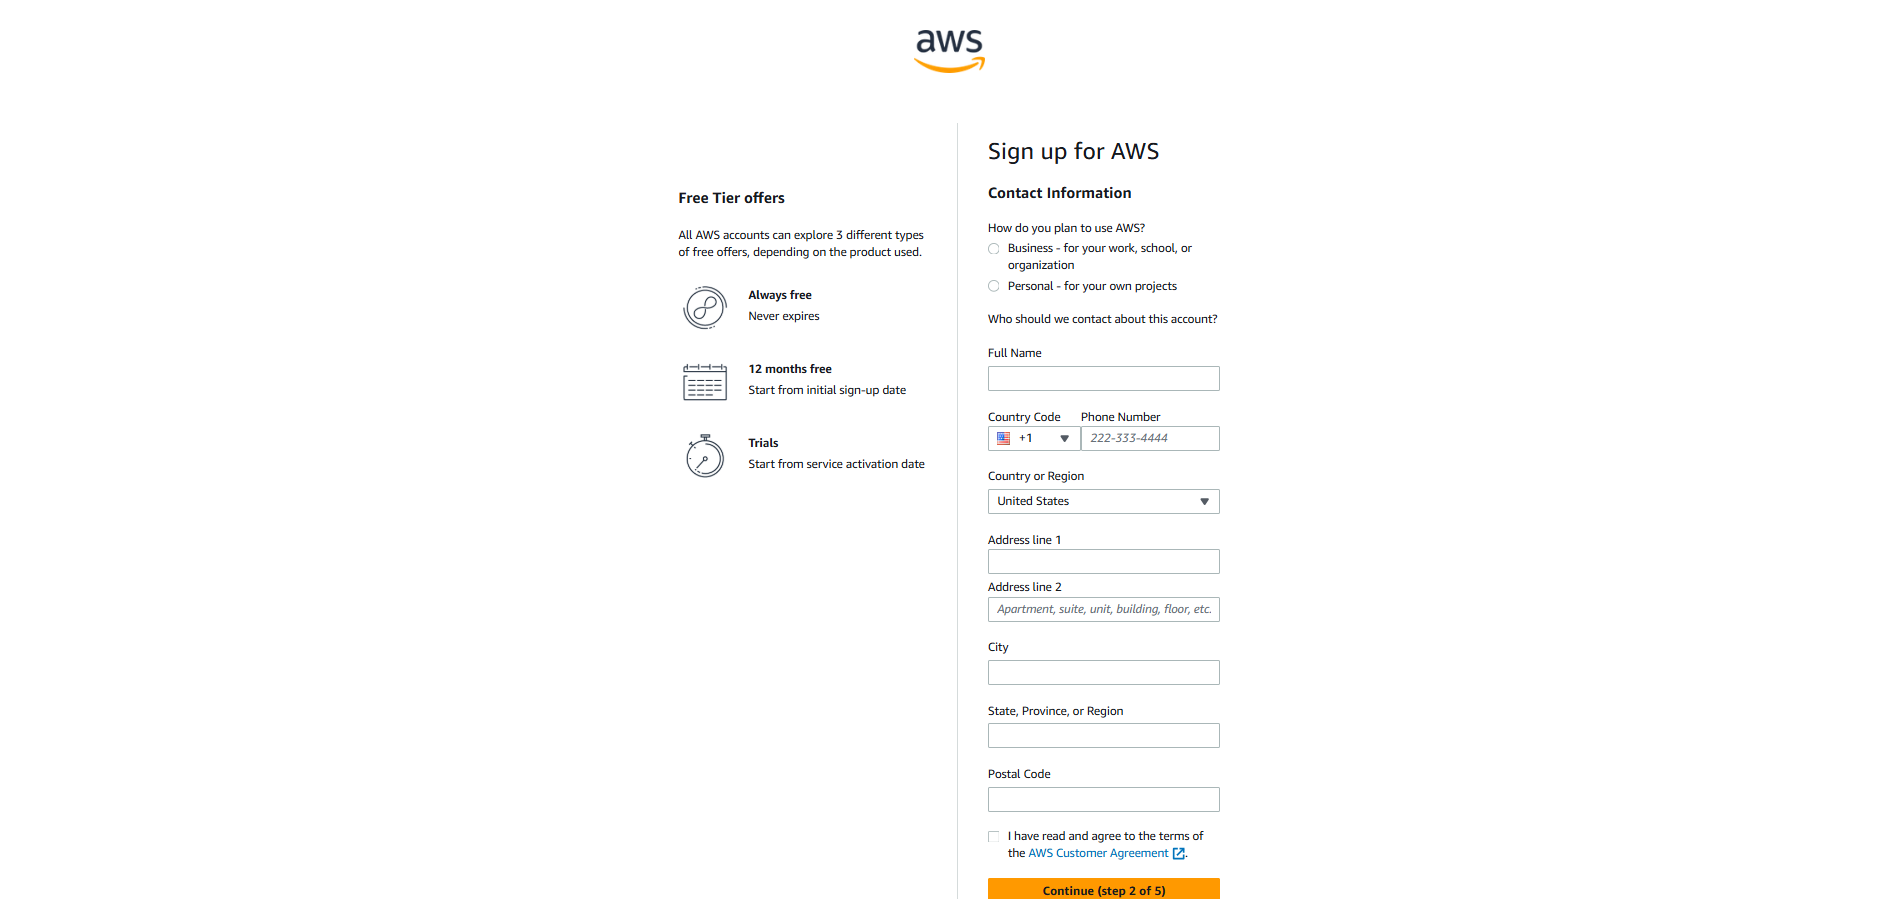 aws
Free Tier offers
All AWS accounts can explore 3 different types
of free offers, depending on the product used.
Always free
Never expires
12 months free
Start from initial sign-up date
Trials
Start from service activation date
Sign up for AWS
Contact Information
How do you plan to use AWS?
Business - for your work, school, or
organization
Personal - for your own projects
Who should we contact about this account?
Full Name
Country Code Phone Number
+1 222-333-4444
Country or Region
United States
Address line 1
Address line 2
Apartment, suite, unit, building, floor, etc.
City
State, Province, or Region
Postal Code
I have read and agree to the terms of
the AWS Customer Agreement.
Continue (step 2 of 5)